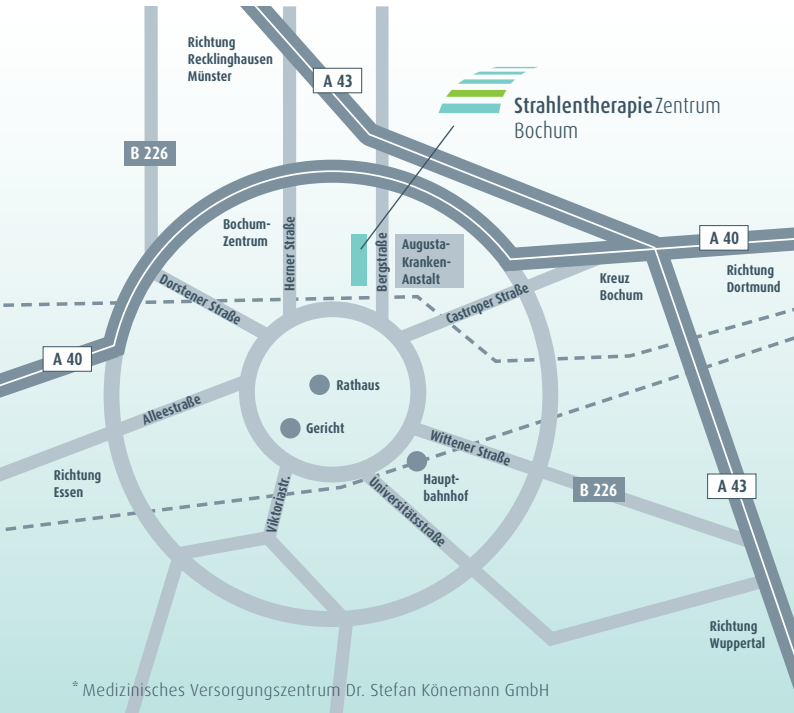 Richtung
Recklinghausen
Münster
A 43
StrahlentherapieZentrum
Bochum
B 226
Bochum-
Zentrum
Herner Straße
Bergstraße
Augusta-
Kranken-
Anstalt
A 40
Kreuz
Bochum
Richtung
Dortmund
Dorstener Straße
Castroper Straße
A 40
Rathaus
Alleestraße
Gericht
Wittener Straße
Richtung
Essen
Haupt-
bahnhof
B 226
A 43
Viktoriastr.
Universitätsstraße
Richtung
Wuppertal
* Medizinisches Versorgungszentrum Dr. Stefan Könemann GmbH